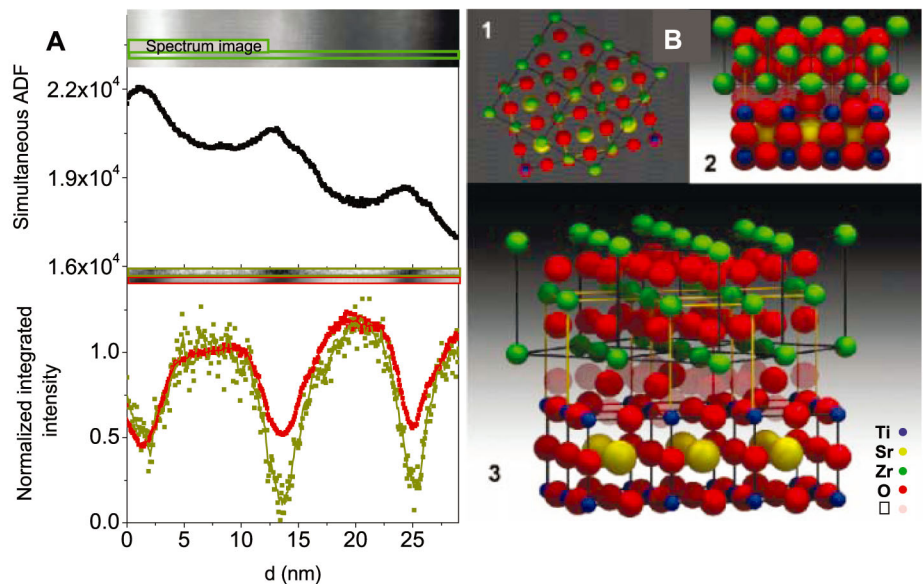 A
Spectrum image
Simultaneous ADF
2.2x10⁴
1.9x10⁴
1.6x10⁴
Normalized integrated
intensity
1.0
0.5
0.0
0 5 10 15 20 25
d (nm)
B
1
2
3
Ti
Sr
Zr
O
□